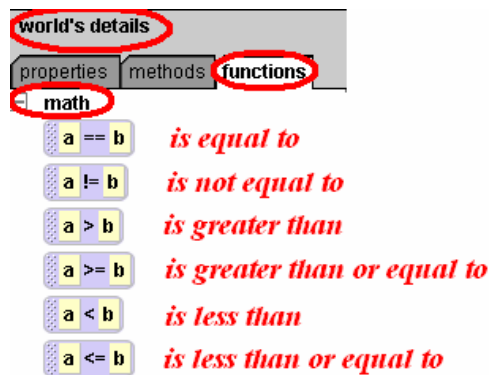 world's details
properties methods functions
math
a == b is equal to
a != b is not equal to
a > b is greater than
a >= b is greater than or equal to
a < b is less than
a <= b is less than or equal to